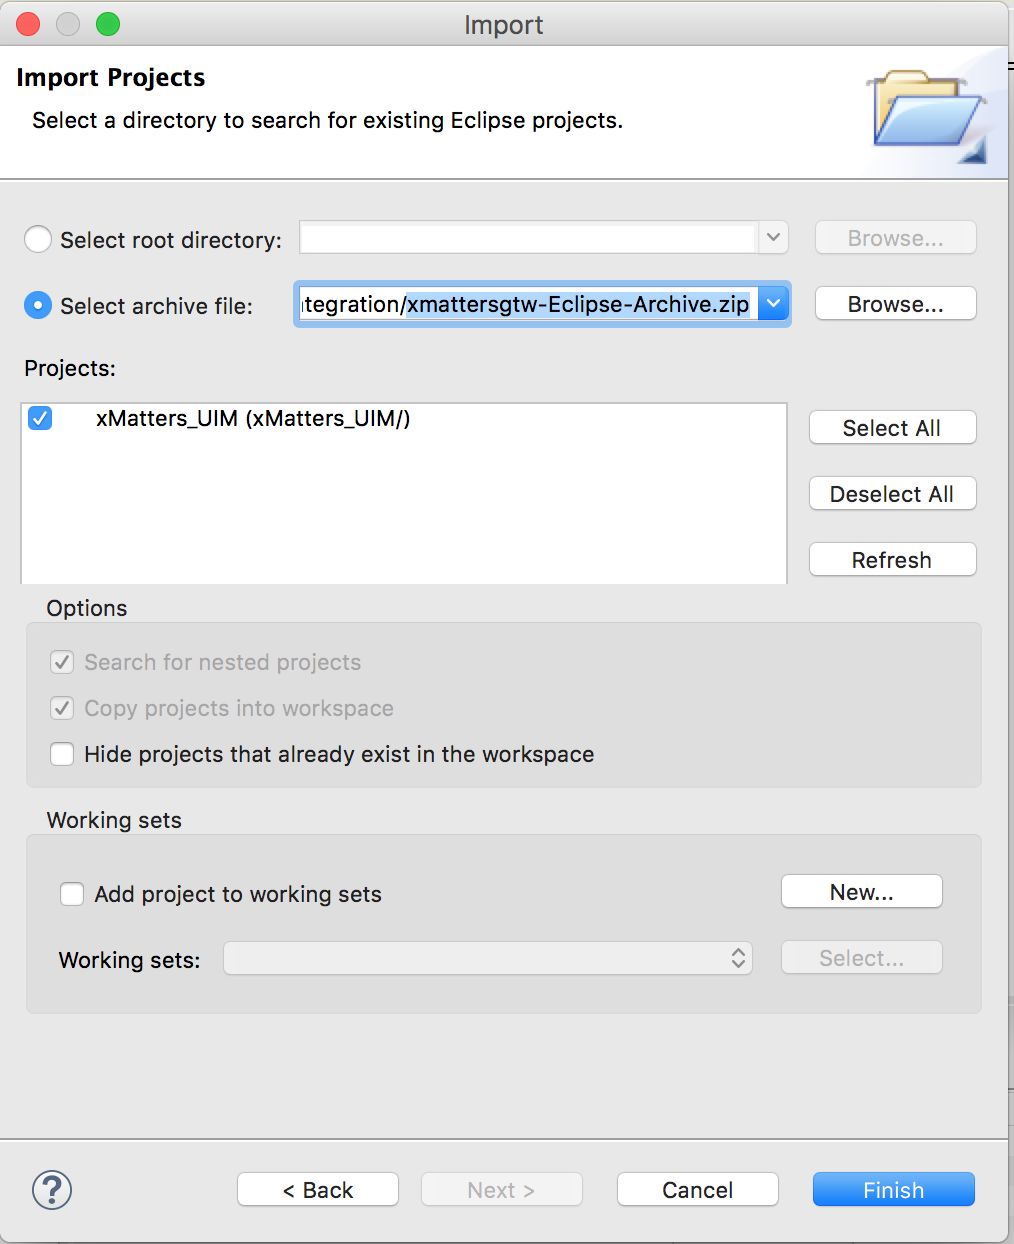 Import
Import Projects
Select a directory to search for existing Eclipse projects.
Select root directory:
Browse...
Select archive file:
tegration/xmattersgtw-Eclipse-Archive.zip
Browse...
Projects:
xMatters_UIM (xMatters_UIM/)
Select All
Deselect All
Refresh
Options
Search for nested projects
Copy projects into workspace
Hide projects that already exist in the workspace
Working sets
Add project to working sets
New...
Working sets:
Select...
?
< Back
Next >
Cancel
Finish